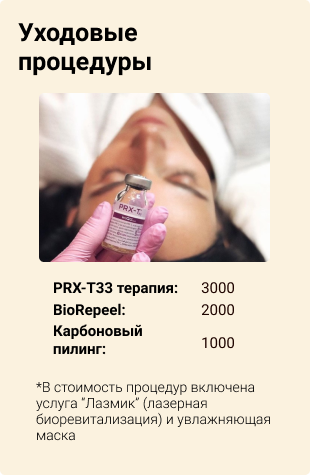 Уходовые
процедуры
PRX-T
PRX-T33 терапия: 3000
BioRepeel: 2000
Карбоновый
пилинг: 1000
*В стоимость процедур включена
услуга "Лазмик" (лазерная
биоревитализация) и увлажняющая
маска